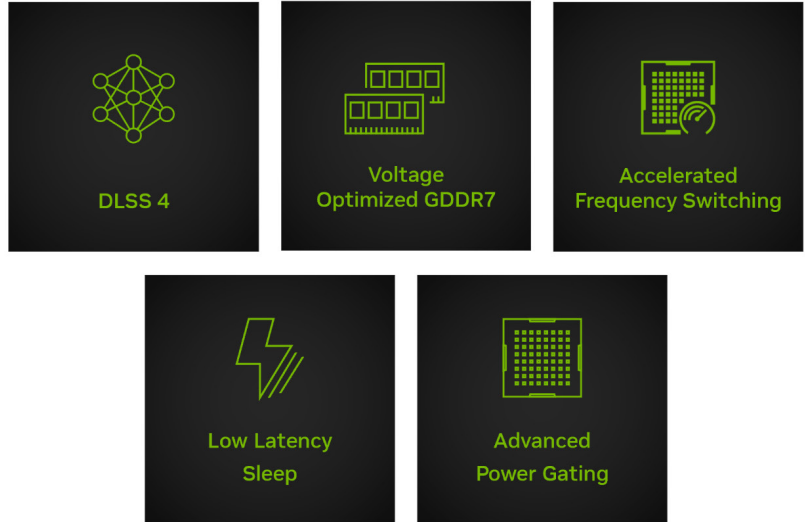 DLSS 4
Voltage
Optimized GDDR7
Accelerated
Frequency Switching
Low Latency
Sleep
Advanced
Power Gating